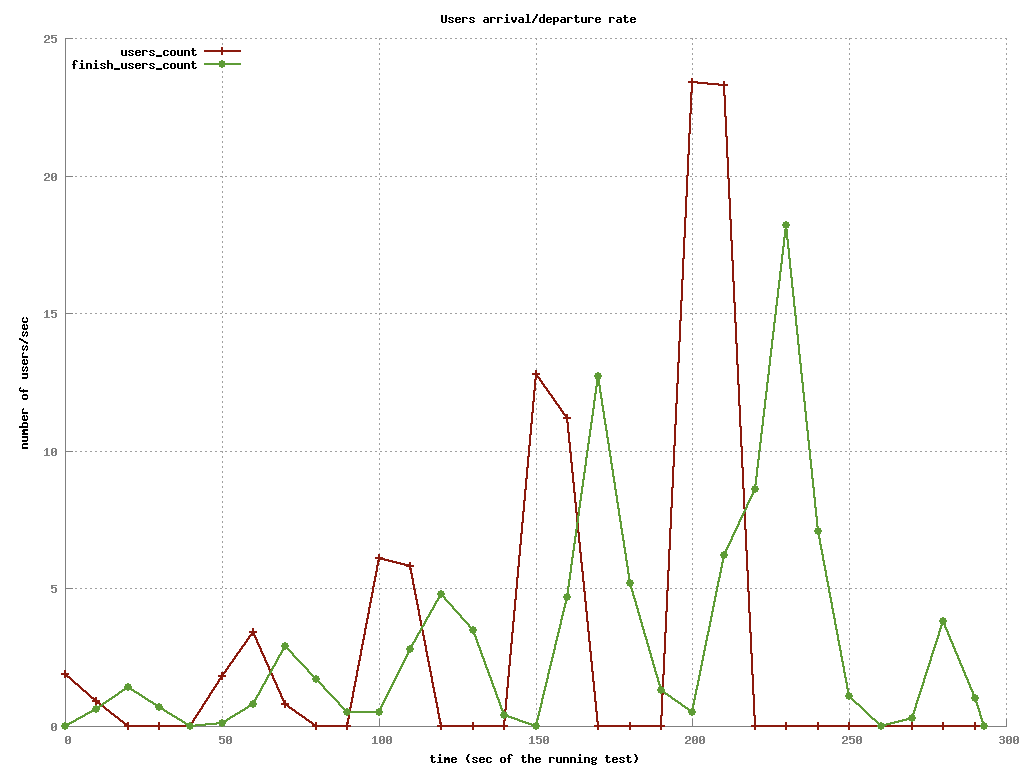 Users arrival/departure rate
users_count
finish_users_count
25
20
15
10
5
0
number of users/sec
0 50 100 150 200 250 300
time (sec of the running test)